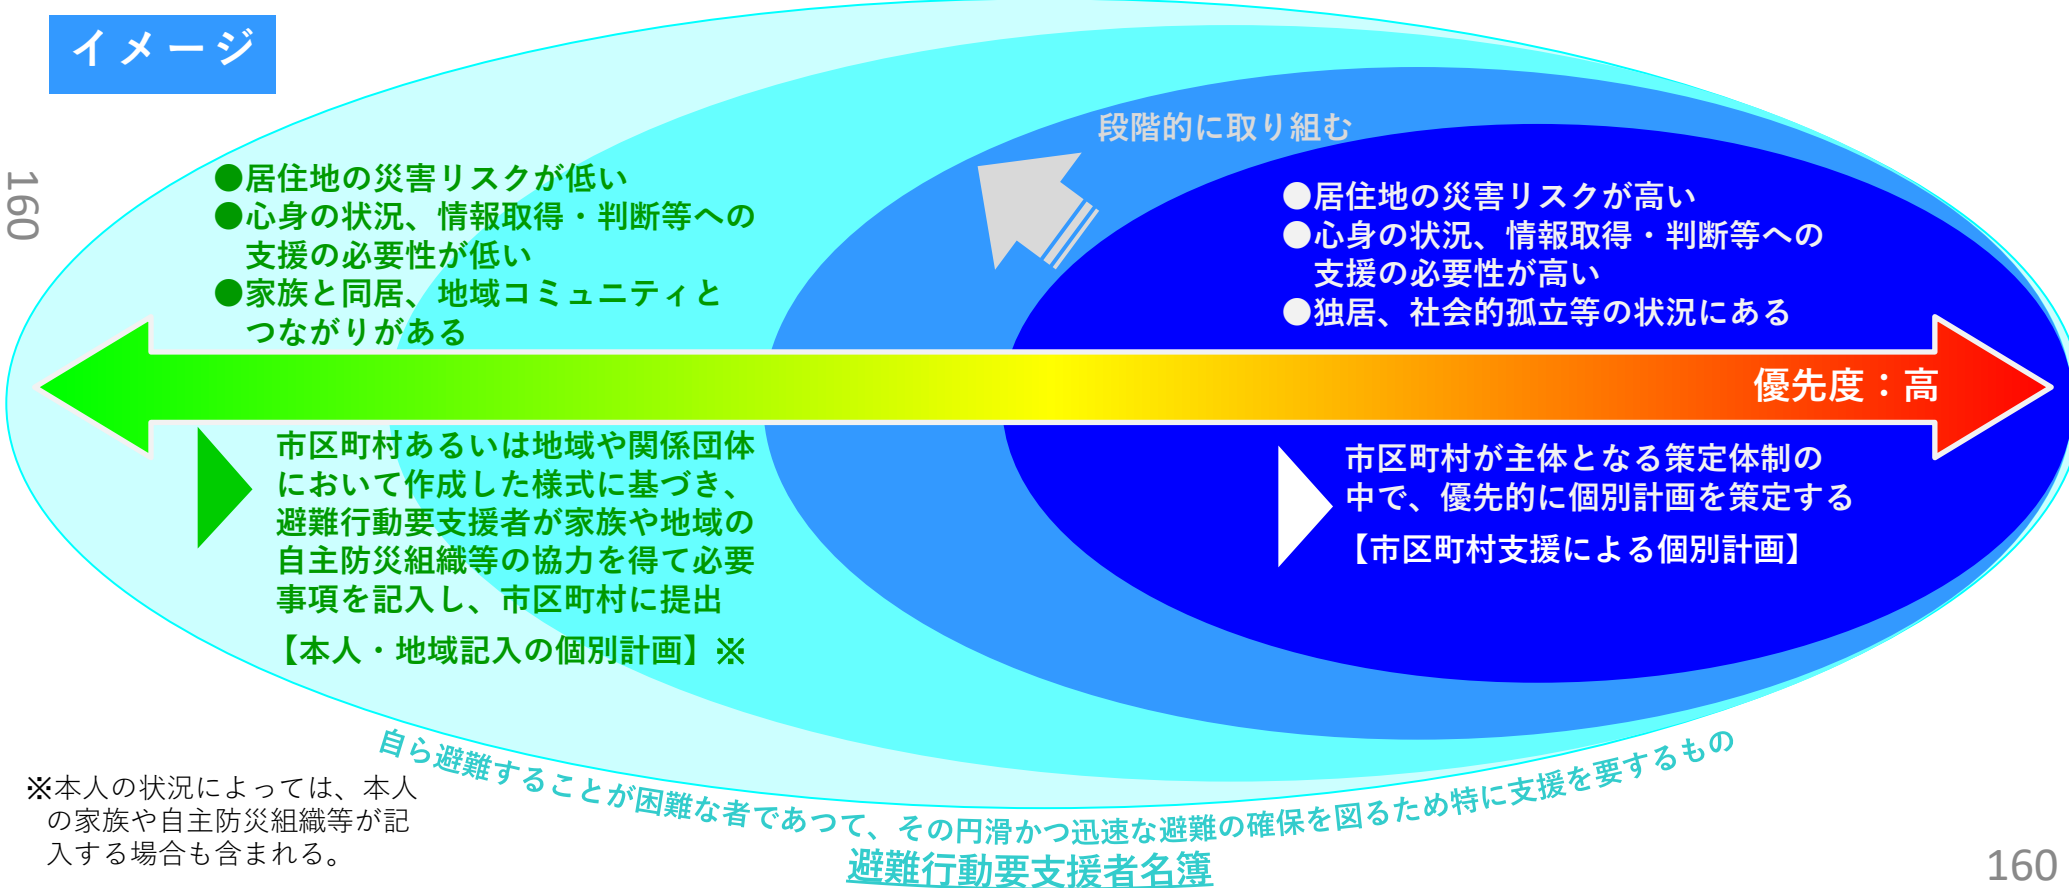 イメージ
160
段階的に取り組む
●居住地の災害リスクが低い
●心身の状況、情報取得・判断等への
支援の必要性が低い
●家族と同居、地域コミュニティと
つながりがある
●居住地の災害リスクが高い
●心身の状況、情報取得・判断等への
支援の必要性が高い
●独居、社会的孤立等の状況にある
優先度：高
市区町村あるいは地域や関係団体
において作成した様式に基づき、
避難行動要支援者が家族や地域の
自主防災組織等の協力を得て必要
事項を記入し、市区町村に提出
【本人・地域記入の個別計画】※
市区町村が主体となる策定体制の
中で、優先的に個別計画を策定する
【市区町村支援による個別計画】
自ら避難することが困難な者であつて、その円滑かつ迅速な避難の確保を図るため特に支援を要するもの
避難行動要支援者名簿
※本人の状況によっては、本人
の家族や自主防災組織等が記
入する場合も含まれる。
160